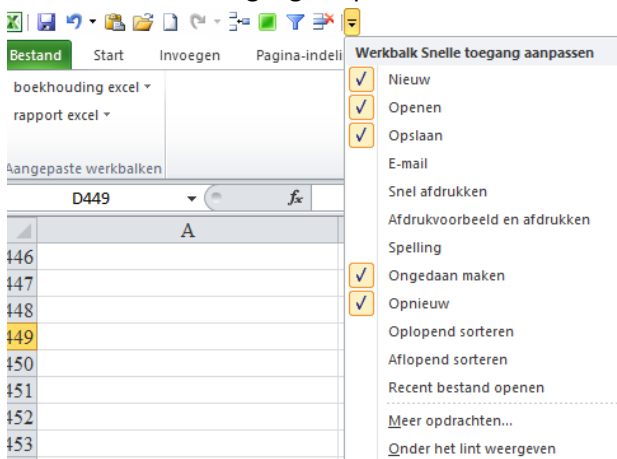 Bestand Start Invoegen Pagina-indeli
Werkbalk Snelle toegang aanpassen
Nieuw
Openen
Opslaan
E-mail
Snel afdrukken
Afdrukvoorbeeld en afdrukken
Spelling
Ongedaan maken
Opnieuw
Oplopend sorteren
Aflopend sorteren
Recent bestand openen
Meer opdrachten...
Onder het lint weergeven
boekhouding excel
rapport excel
Aangepaste werkbalken
D449 fx
A
446
447
448
449
450
451
452
453